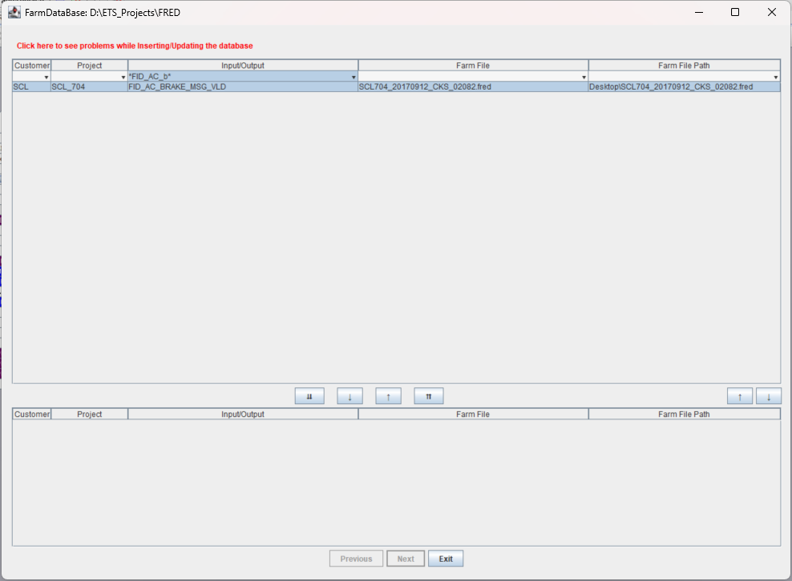 FarmDataBase: D:\ETS_Projects\FRED
Click here to see problems while Inserting/Updating the database
Customer Project Input/Output Farm File Farm File Path
*FID_AC_b*
SCL SCL_704 FID_AC_BRAKE_MSG_VLD SCL704_20170912_CKS_02082.fred Desktop\SCL704_20170912_CKS_02082.fred
⇊ ↓ ↑ ⇈ ↑ ↓
Customer Project Input/Output Farm File Farm File Path
Previous Next Exit